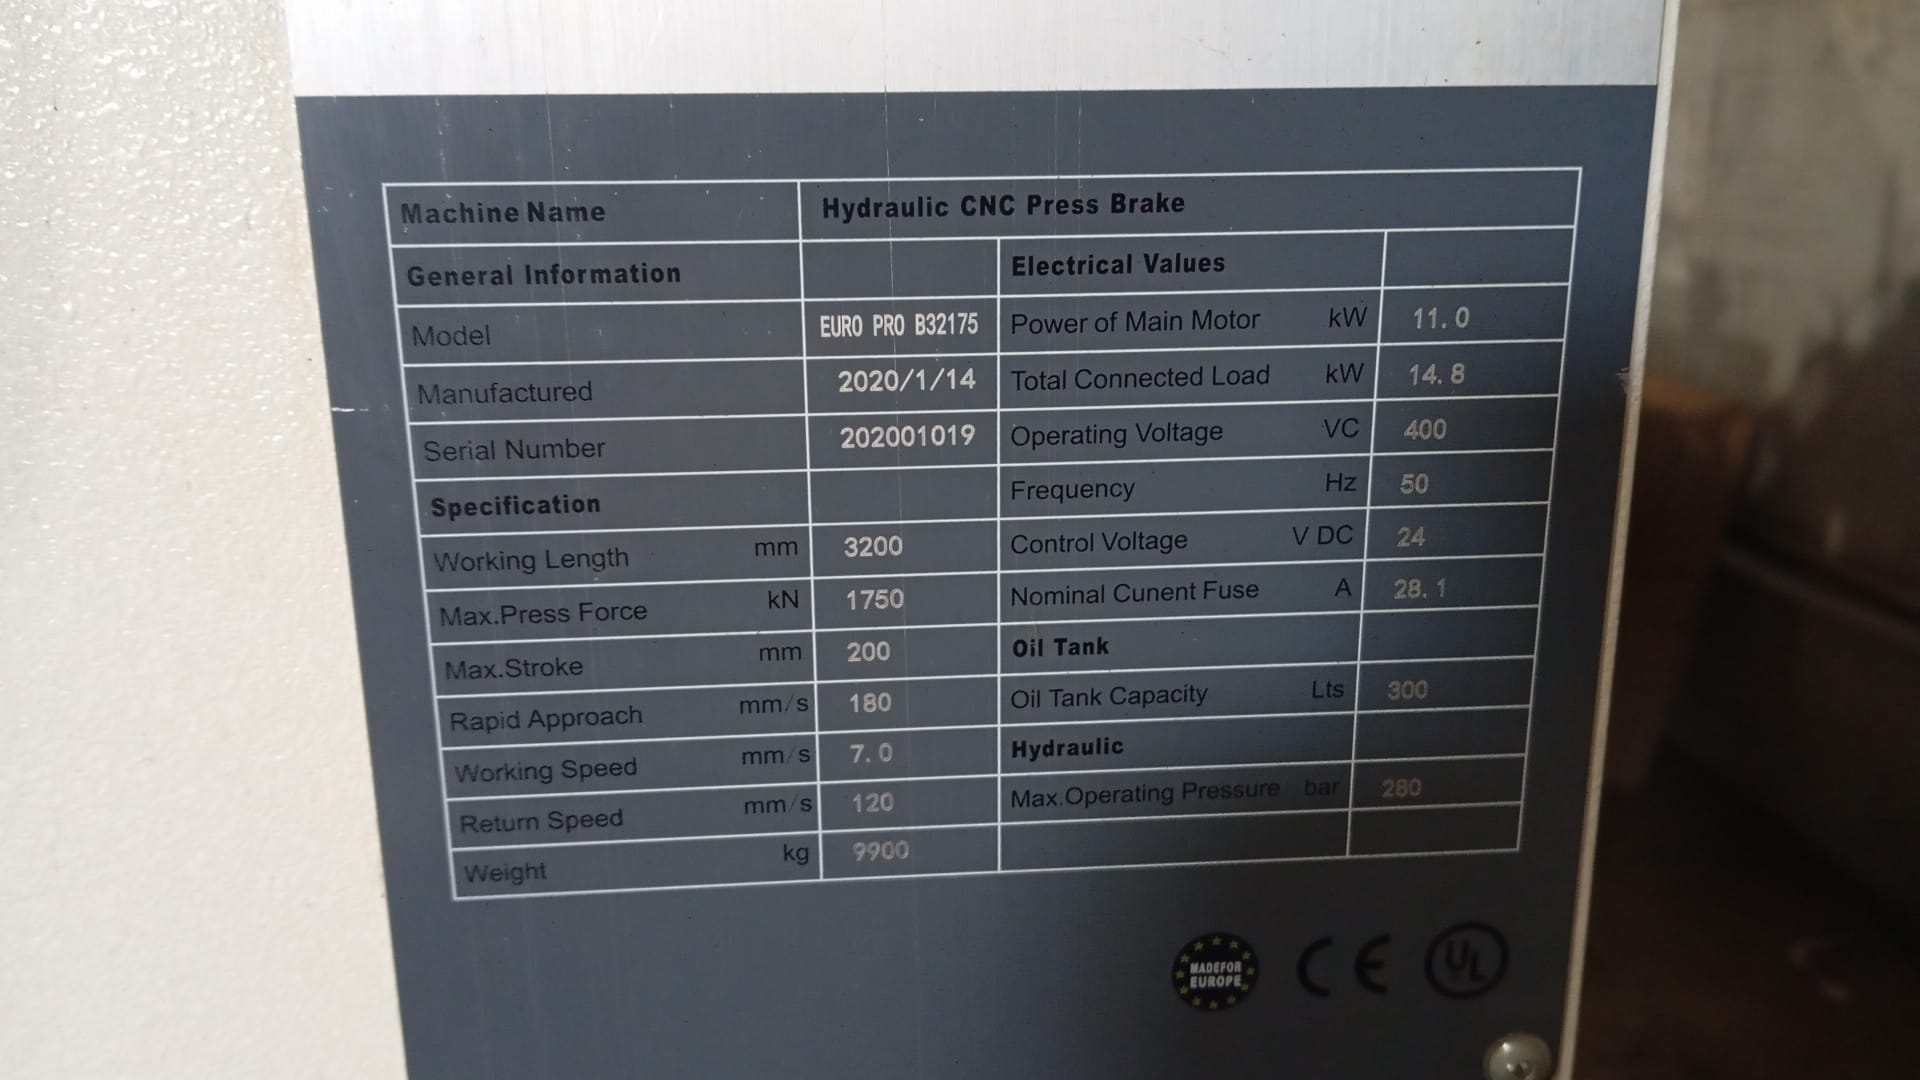 Machine Name Hydraulic CNC Press Brake
General Information Electrical Values
Model EURO PRO B32175 Power of Main Motor kW 11.0
Manufactured 2020/1/14 Total Connected Load kW 14.8
Serial Number 202001019 Operating Voltage VC 400
Specification Frequency Hz 50
Working Length mm 3200 Control Voltage V DC 24
Max.Press Force kN 1750 Nominal Cunent Fuse A 28.1
Max.Stroke mm 200 Oil Tank
Rapid Approach mm/s 180 Oil Tank Capacity Lts 300
Working Speed mm/s 7.0 Hydraulic
Return Speed mm/s 120 Max.Operating Pressure bar 280
Weight kg 9900
MADEFOR EUROPE CE UL